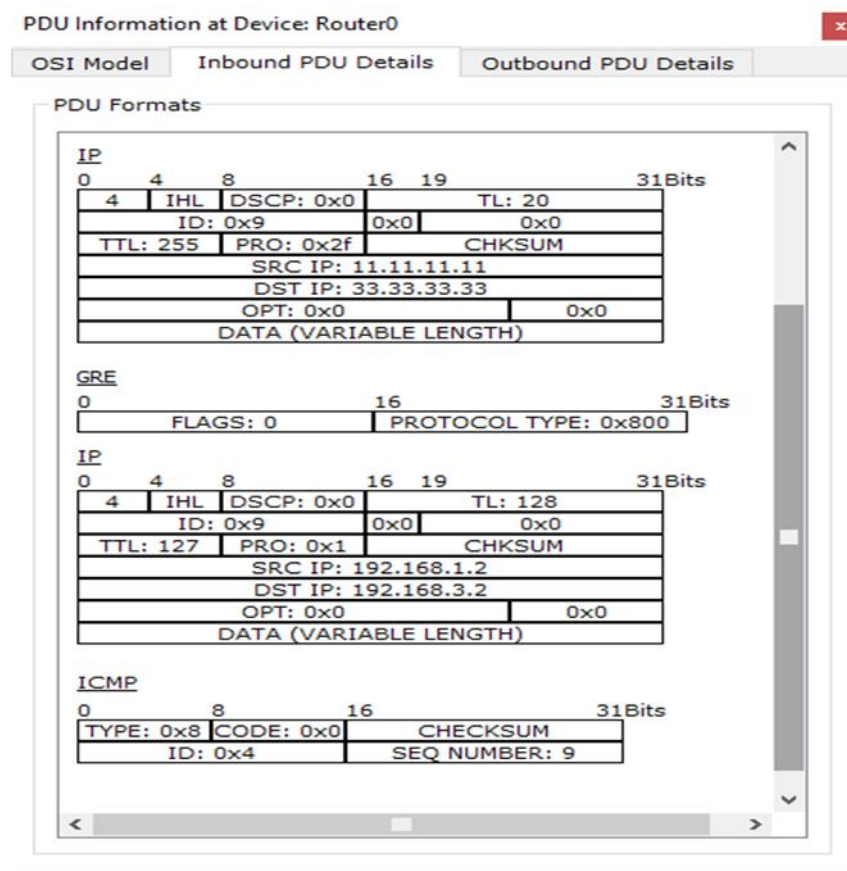 PDU Information at Device: Router0 x
OSI Model Inbound PDU Details Outbound PDU Details
PDU Formats
IP
0 4 8 16 19 31Bits
4 IHL DSCP: 0x0 TL: 20
ID: 0x9 0x0 0x0
TTL: 255 PRO: 0x2f CHKSUM
SRC IP: 11.11.11.11
DST IP: 33.33.33.33
OPT: 0x0 0x0
DATA (VARIABLE LENGTH)
GRE
0 16 31Bits
FLAGS: 0 PROTOCOL TYPE: 0x800
IP
0 4 8 16 19 31Bits
4 IHL DSCP: 0x0 TL: 128
ID: 0x9 0x0 0x0
TTL: 127 PRO: 0x1 CHKSUM
SRC IP: 192.168.1.2
DST IP: 192.168.3.2
OPT: 0x0 0x0
DATA (VARIABLE LENGTH)
ICMP
0 8 16 31Bits
TYPE: 0x8 CODE: 0x0 CHECKSUM
ID: 0x4 SEQ NUMBER: 9